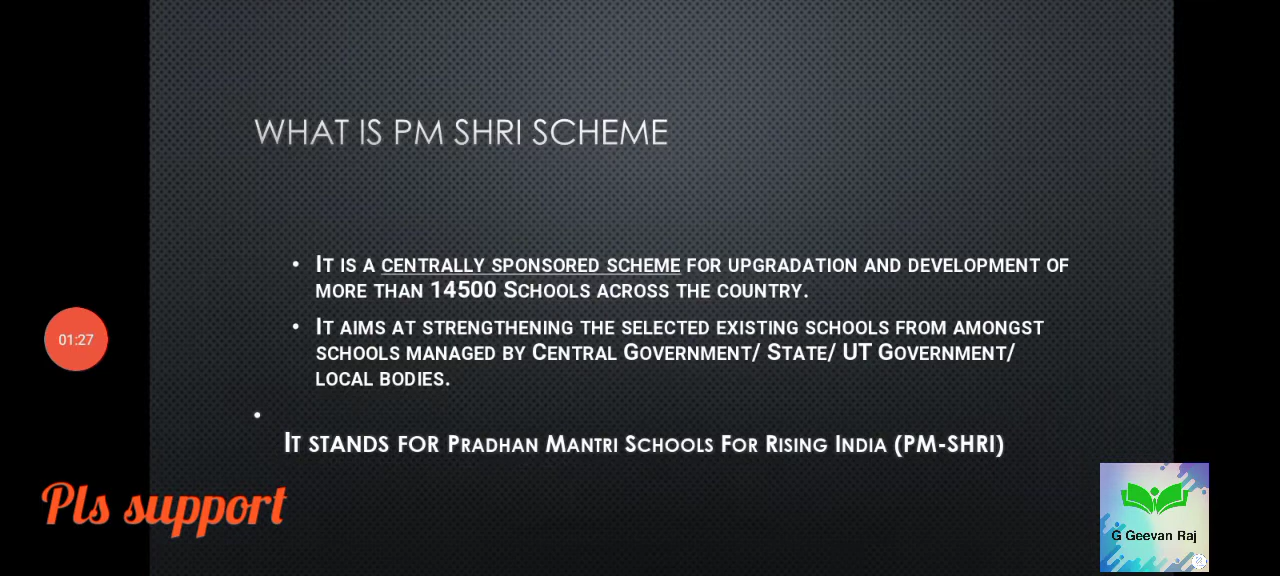 WHAT IS PM SHRI SCHEME
• IT IS A CENTRALLY SPONSORED SCHEME FOR UPGRADATION AND DEVELOPMENT OF
MORE THAN 14500 SCHOOLS ACROSS THE COUNTRY.
• IT AIMS AT STRENGTHENING THE SELECTED EXISTING SCHOOLS FROM AMONGST
SCHOOLS MANAGED BY CENTRAL GOVERNMENT/ STATE/ UT GOVERNMENT/
LOCAL BODIES.
•
IT STANDS FOR PRADHAN MANTRI SCHOOLS FOR RISING INDIA (PM-SHRI)
01:27
Pls support
G Geevan Raj